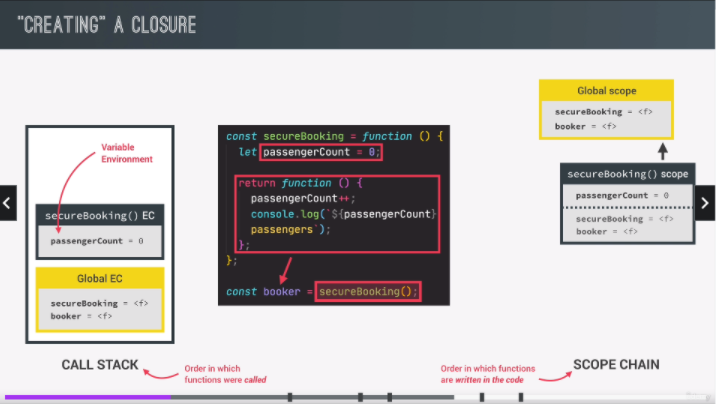 "CREATING" A CLOSURE
Variable
Environment
secureBooking() EC
passengerCount = 0
Global EC
secureBooking = <f>
booker = <f>
CALL STACK
Order in which
functions were called
const secureBooking = function () {
let passengerCount = 0;
return function () {
passengerCount++;
console.log(`${passengerCount}
passengers`);
};
};
const booker = secureBooking();
Global scope
secureBooking = <f>
booker = <f>
secureBooking() scope
passengerCount = 0
secureBooking = <f>
booker = <f>
Order in which functions
are written in the code
SCOPE CHAIN